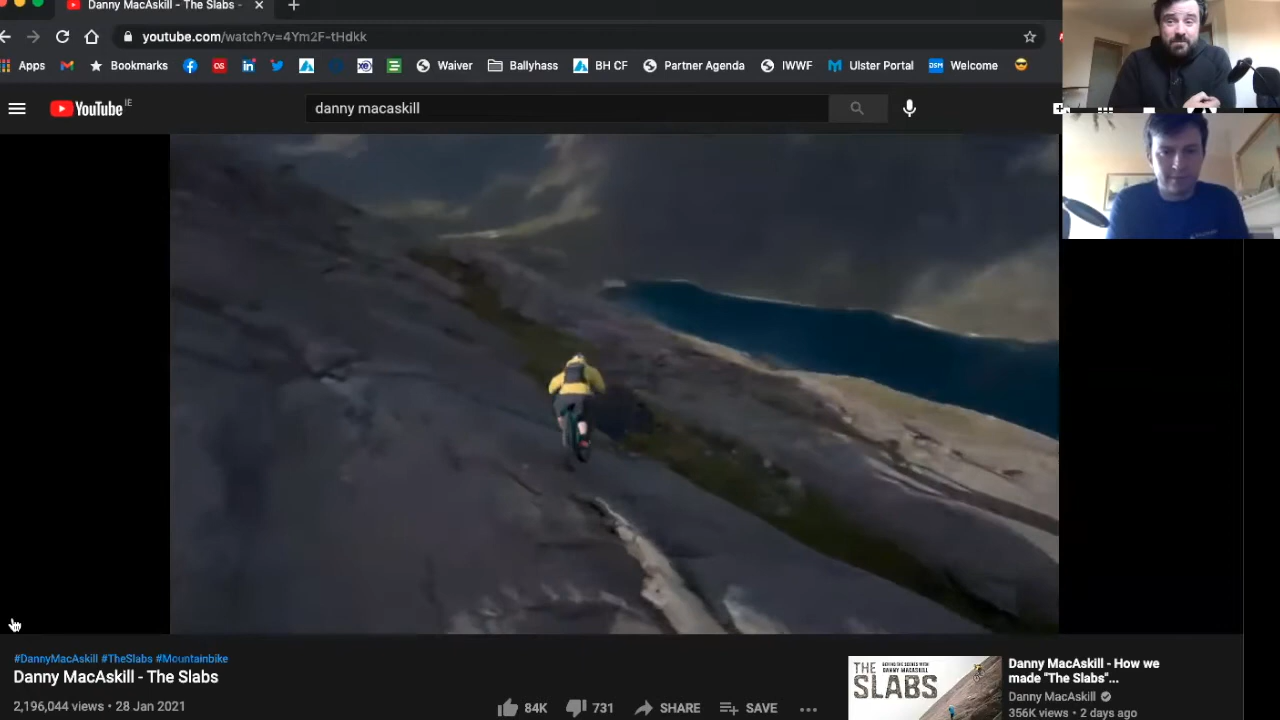 Danny MacAskill - The Slabs -
youtube.com/watch?v=4Ym2F-tHdkk
Apps
Bookmarks
Waiver
Ballyhass
BH CF
Partner Agenda
IWWF
Ulster Portal
Welcome
YouTube IE
danny macaskill
#DannyMacAskill #TheSlabs #Mountainbike
Danny MacAskill - The Slabs
2,196,044 views • 28 Jan 2021
84K
731
SHARE
SAVE
THE
SLABS
Danny MacAskill - How we
made "The Slabs"...
Danny MacAskill
356K views • 2 days ago